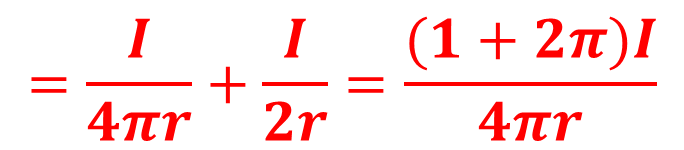 = I/4πr + I/2r = (1 + 2π)I/4πr